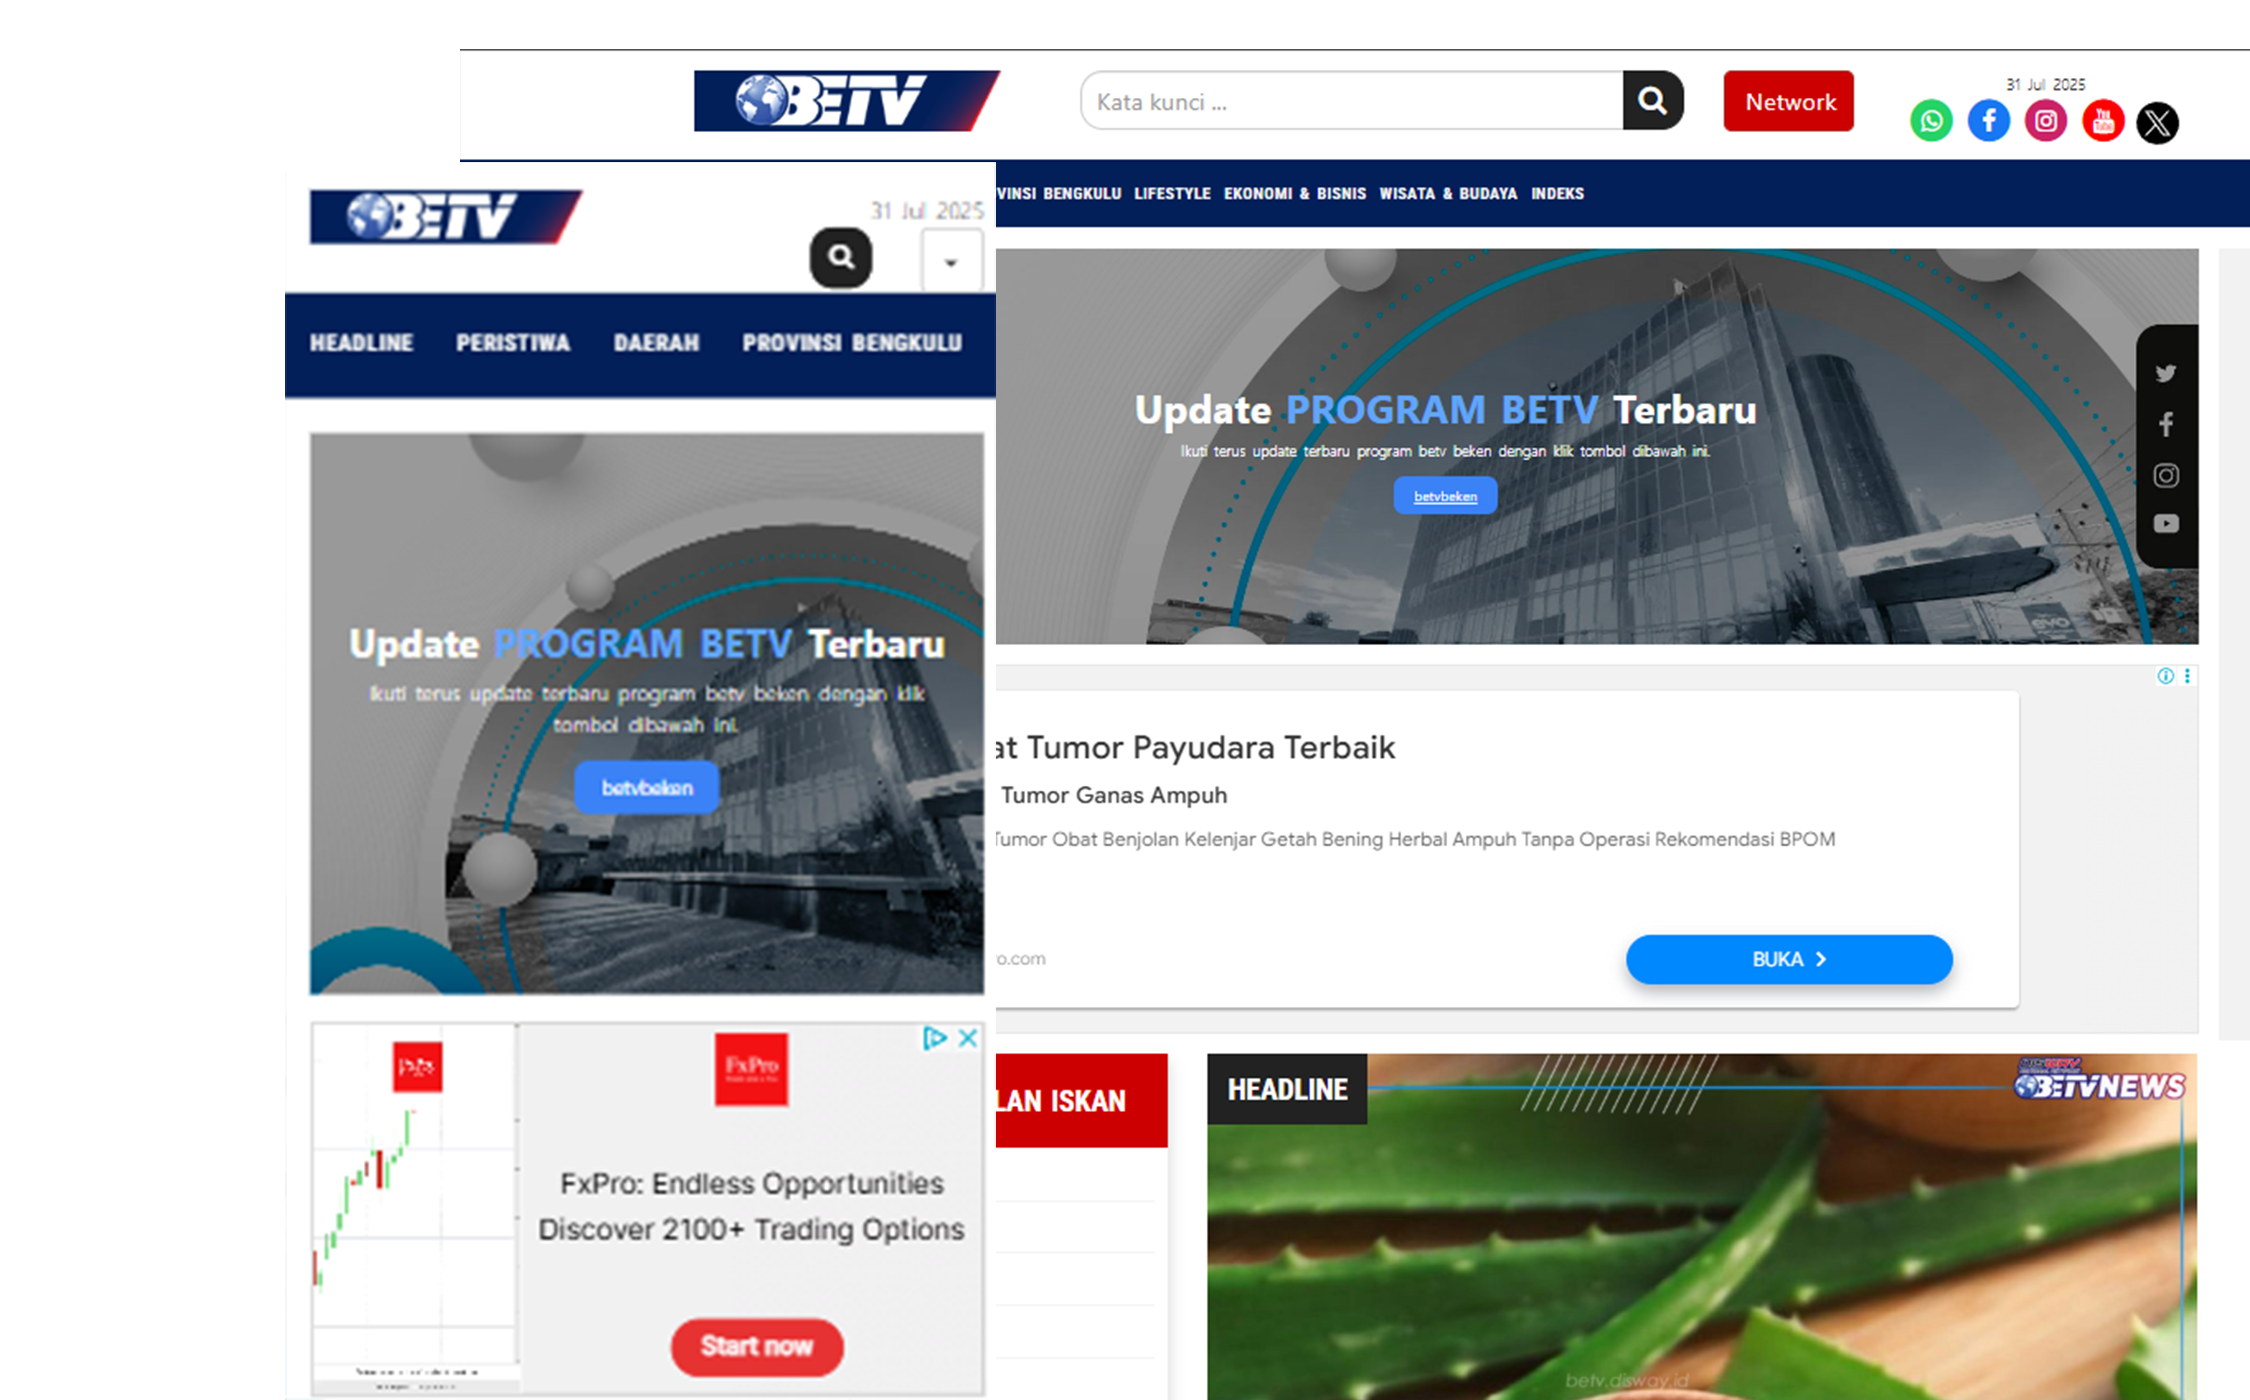 BETV
Kata kunci ...
Network
31 Jul 2025
BETV
31 Jul 2025
HEADLINE PERISTIWA DAERAH PROVINSI BENGKULU
VINSI BENGKULU LIFESTYLE EKONOMI & BISNIS WISATA & BUDAYA INDEKS
Update PROGRAM BETV Terbaru
Ikuti terus update terbaru program betv beken dengan klik
tombol dibawah ini.
betvbeken
Update PROGRAM BETV Terbaru
Ikuti terus update terbaru program betv beken dengan klik tombol dibawah ini.
betvbeken
evo
at Tumor Payudara Terbaik
Tumor Ganas Ampuh
Tumor Obat Benjolan Kelenjar Getah Bening Herbal Ampuh Tanpa Operasi Rekomendasi BPOM
o.com
BUKA
FxPro
FxPro: Endless Opportunities
Discover 2100+ Trading Options
Start now
LAN ISKAN
HEADLINE
BETVNEWS
betv.disway.id